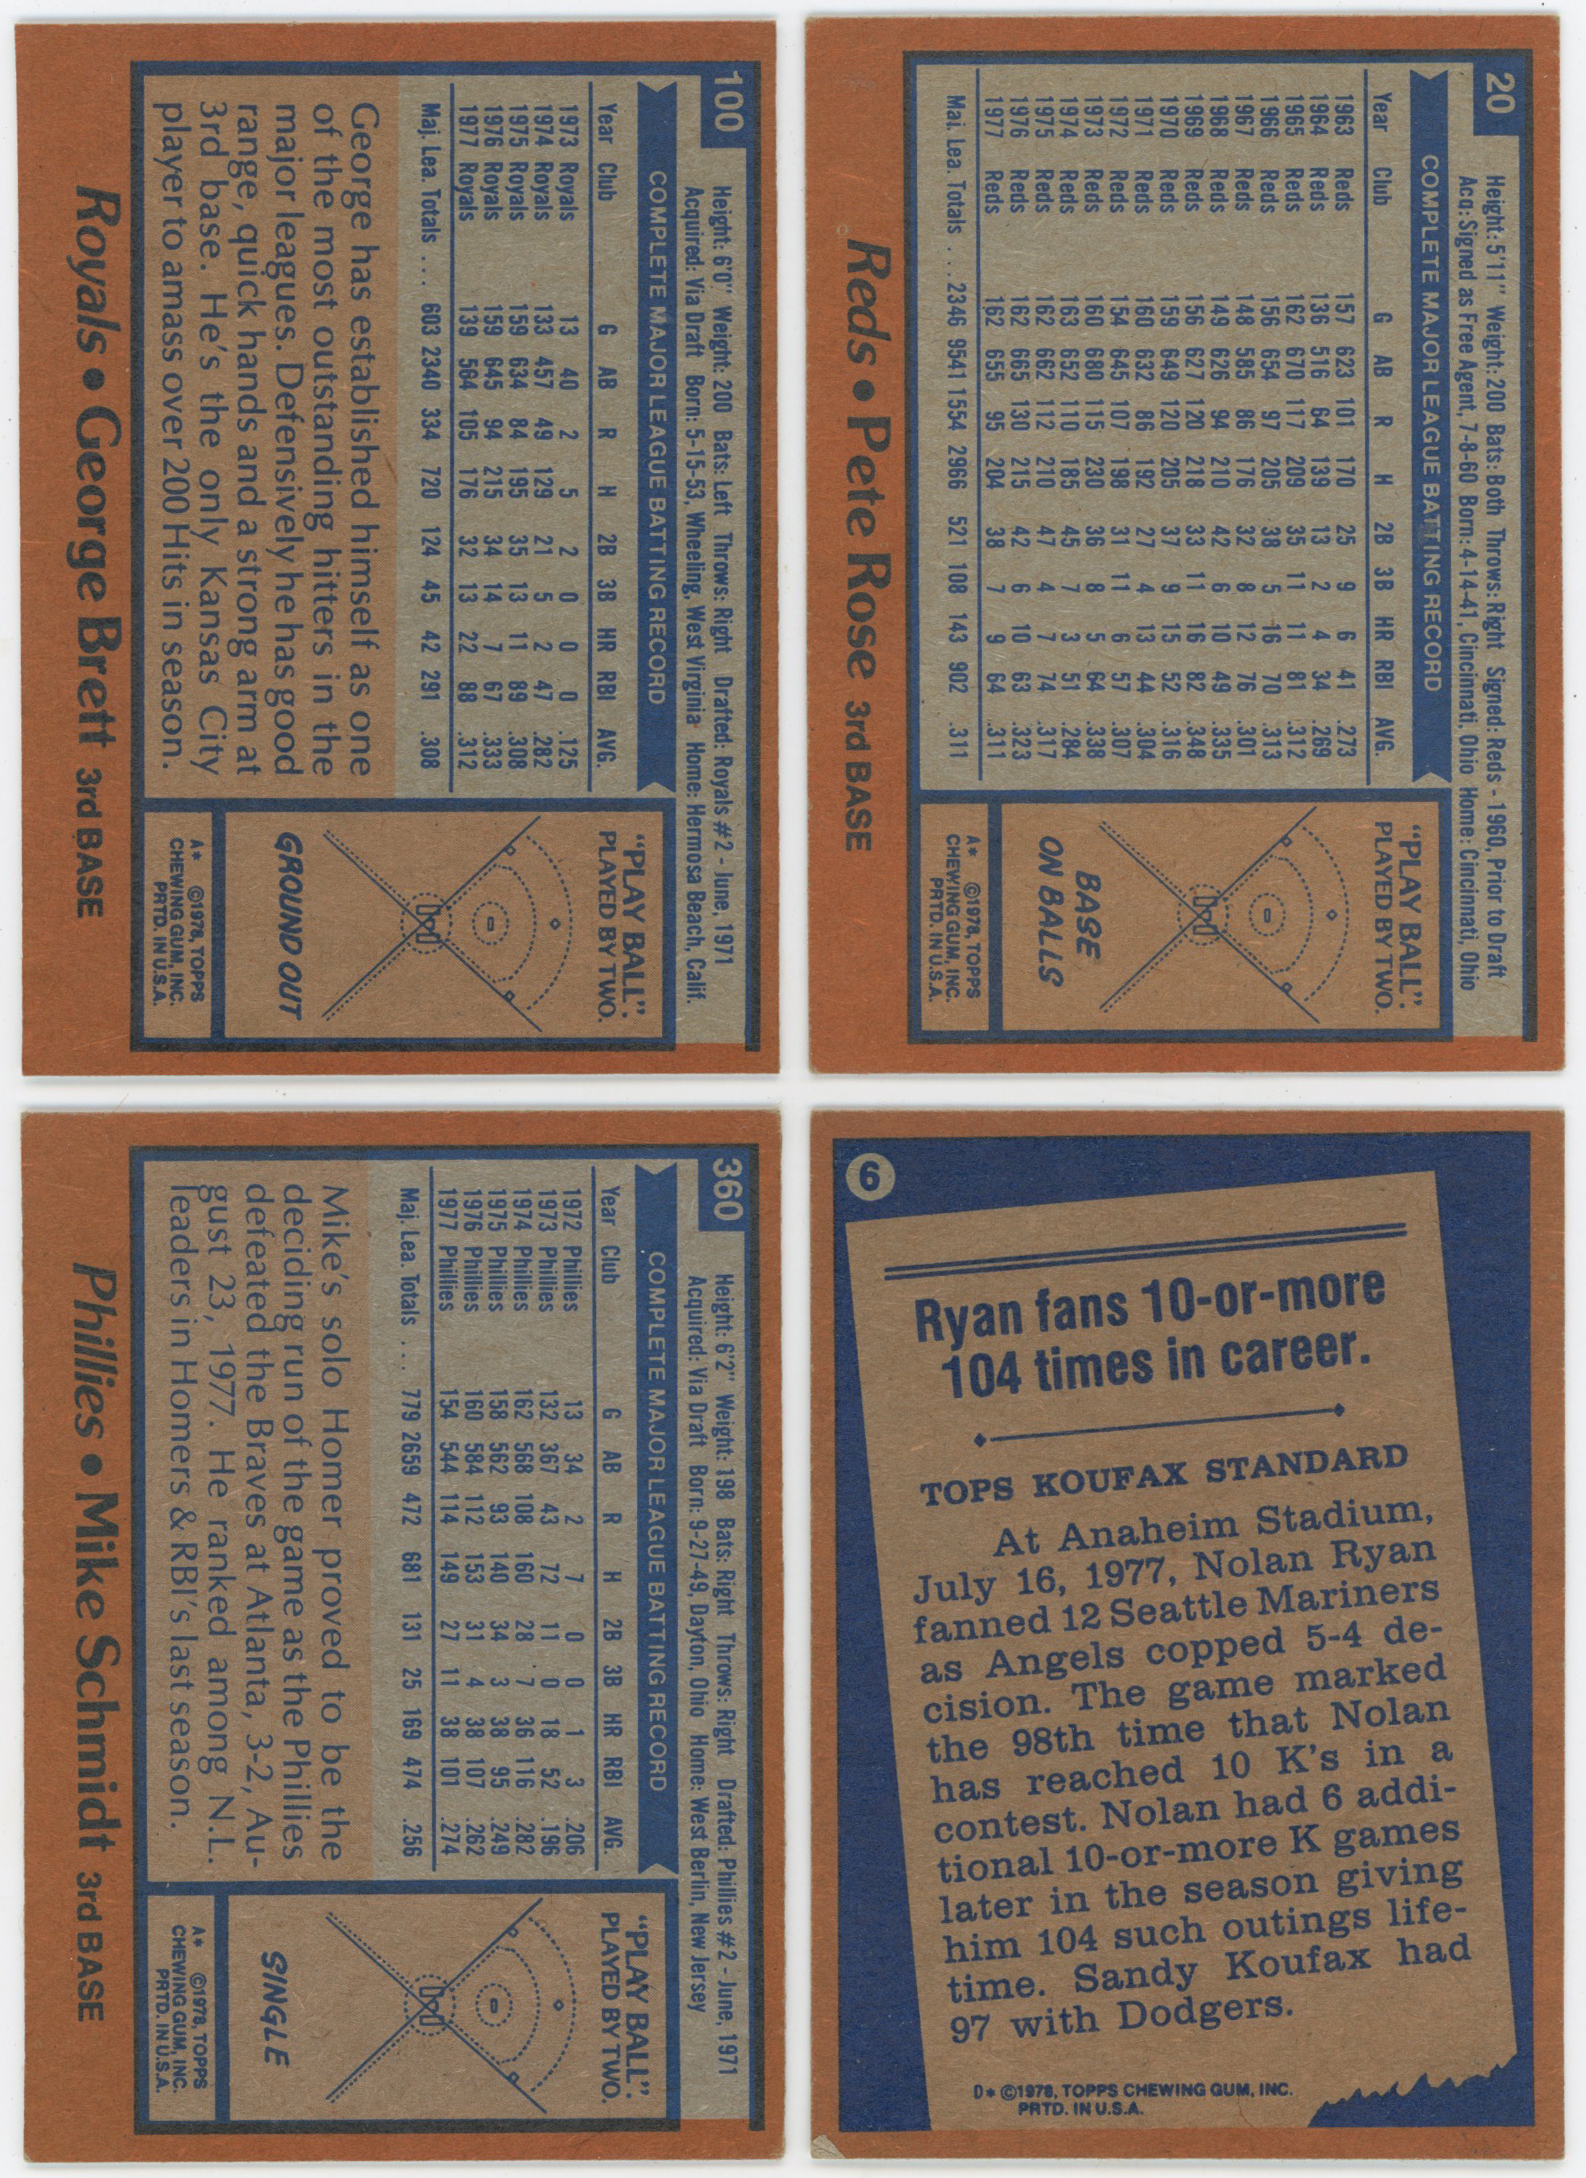 100
Height: 6'0" Weight: 200 Bats: Left Throws: Right Drafted: Royals #2 - June, 1971
Acquired: Via Draft Born: 5-15-53, Wheeling, West Virginia Home: Hermosa Beach, Calif.
COMPLETE MAJOR LEAGUE BATTING RECORD
Year Club G AB R H 2B 3B HR RBI AVG.
1973 Royals 13 40 2 5 2 0 0 0 .125
1974 Royals 133 457 49 129 21 5 2 47 .282
1975 Royals 159 634 84 195 35 13 11 89 .308
1976 Royals 159 645 94 215 34 14 7 67 .333
1977 Royals 139 564 105 176 32 13 22 88 .312
Maj. Lea. Totals ... 603 2340 334 720 124 45 42 291 .308
George has established himself as one
of the most outstanding hitters in the
major leagues. Defensively he has good
range, quick hands and a strong arm at
3rd base. He's the only Kansas City
player to amass over 200 Hits in season.
"PLAY BALL":
PLAYED BY TWO.
GROUND OUT
A* ©1978, TOPPS
CHEWING GUM, INC.
PRTD. IN U.S.A.
Royals • George Brett 3rd BASE
20
Height: 5'11" Weight: 200 Bats: Both Throws: Right Signed: Reds - 1960, Prior to Draft
Acq: Signed as Free Agent, 7-8-60 Born: 4-14-41, Cincinnati, Ohio Home: Cincinnati, Ohio
COMPLETE MAJOR LEAGUE BATTING RECORD
Year Club G AB R H 2B 3B HR RBI AVG.
1963 Reds 157 623 101 170 25 9 6 41 .273
1964 Reds 136 516 64 139 13 2 4 34 .269
1965 Reds 162 670 117 209 35 11 11 81 .312
1966 Reds 156 654 97 205 38 5 16 70 .313
1967 Reds 148 585 86 176 32 8 12 76 .301
1968 Reds 149 626 94 210 42 6 10 49 .335
1969 Reds 156 627 120 218 33 11 16 82 .348
1970 Reds 159 649 120 205 37 9 15 52 .316
1971 Reds 160 632 86 192 27 4 13 44 .304
1972 Reds 154 645 107 198 31 11 6 57 .307
1973 Reds 160 680 115 230 36 8 5 64 .338
1974 Reds 163 652 110 185 45 7 3 51 .284
1975 Reds 162 662 112 210 47 4 7 74 .317
1976 Reds 162 665 130 215 42 6 10 63 .323
1977 Reds 162 655 95 204 38 7 9 64 .311
Maj. Lea. Totals . . 2346 9541 1554 2966 521 108 143 902 .311
"PLAY BALL":
PLAYED BY TWO.
BASE
ON BALLS
A* ©1978, TOPPS
CHEWING GUM, INC.
PRTD. IN U.S.A.
Reds • Pete Rose 3rd BASE
360
Height: 6'2" Weight: 198 Bats: Right Throws: Right Drafted: Phillies #2 - June, 1971
Acquired: Via Draft Born: 9-27-49, Dayton, Ohio Home: West Berlin, New Jersey
COMPLETE MAJOR LEAGUE BATTING RECORD
Year Club G AB R H 2B 3B HR RBI AVG.
1972 Phillies 13 34 2 7 0 0 1 3 .206
1973 Phillies 132 367 43 72 11 0 18 52 .196
1974 Phillies 162 568 108 160 28 7 36 116 .282
1975 Phillies 158 562 93 140 34 3 38 95 .249
1976 Phillies 160 584 112 153 31 4 38 107 .262
1977 Phillies 154 544 114 149 27 11 38 101 .274
Maj. Lea. Totals ... 779 2659 472 681 131 25 169 474 .256
Mike's solo Homer proved to be the
deciding run of the game as the Phillies
defeated the Braves at Atlanta, 3-2, Au-
gust 23, 1977. He ranked among N.L.
leaders in Homers & RBI's last season.
"PLAY BALL":
PLAYED BY TWO.
SINGLE
A* ©1978, TOPPS
CHEWING GUM, INC.
PRTD. IN U.S.A.
Phillies • Mike Schmidt 3rd BASE
6
Ryan fans 10-or-more
104 times in career.
TOPS KOUFAX STANDARD
At Anaheim Stadium,
July 16, 1977, Nolan Ryan
fanned 12 Seattle Mariners
as Angels copped 5-4 de-
cision. The game marked
the 98th time that Nolan
has reached 10 K's in a
contest. Nolan had 6 addi-
tional 10-or-more K games
later in the season giving
him 104 such outings life-
time. Sandy Koufax had
97 with Dodgers.
D* ©1978, TOPPS CHEWING GUM, INC.
PRTD. IN U.S.A.